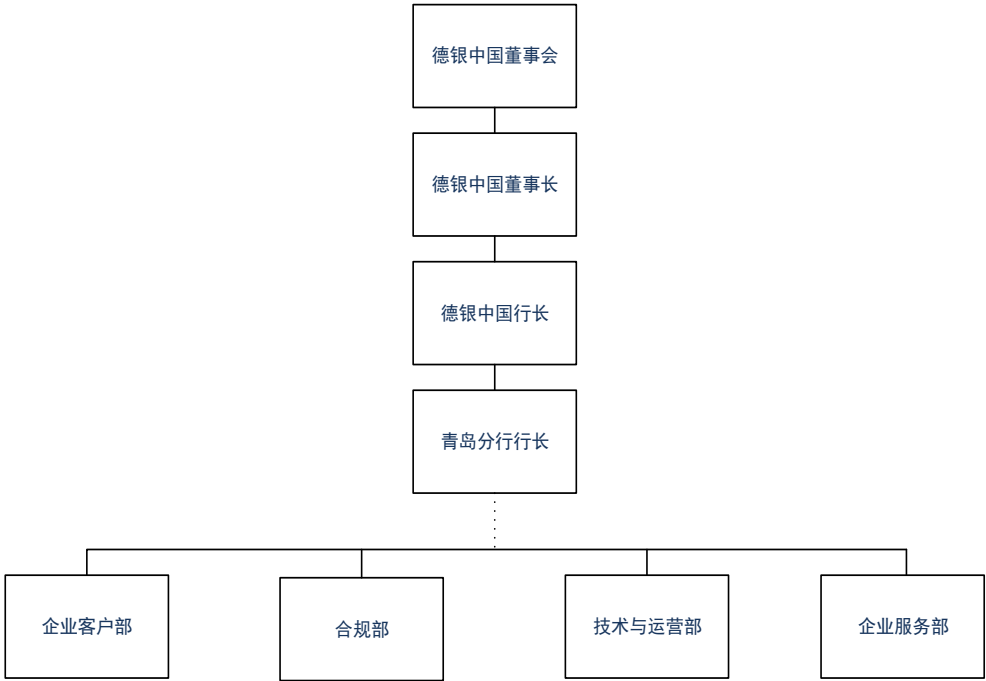 德银中国董事会
德银中国董事长
德银中国行长
青岛分行行长
企业客户部
合规部
技术与运营部
企业服务部